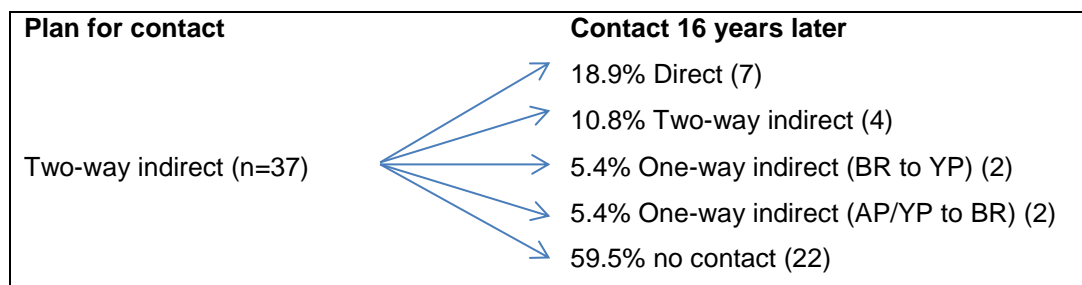 Plan for contact
Contact 16 years later
18.9% Direct (7)
10.8% Two-way indirect (4)
Two-way indirect (n=37)
5.4% One-way indirect (BR to YP) (2)
5.4% One-way indirect (AP/YP to BR) (2)
59.5% no contact (22)